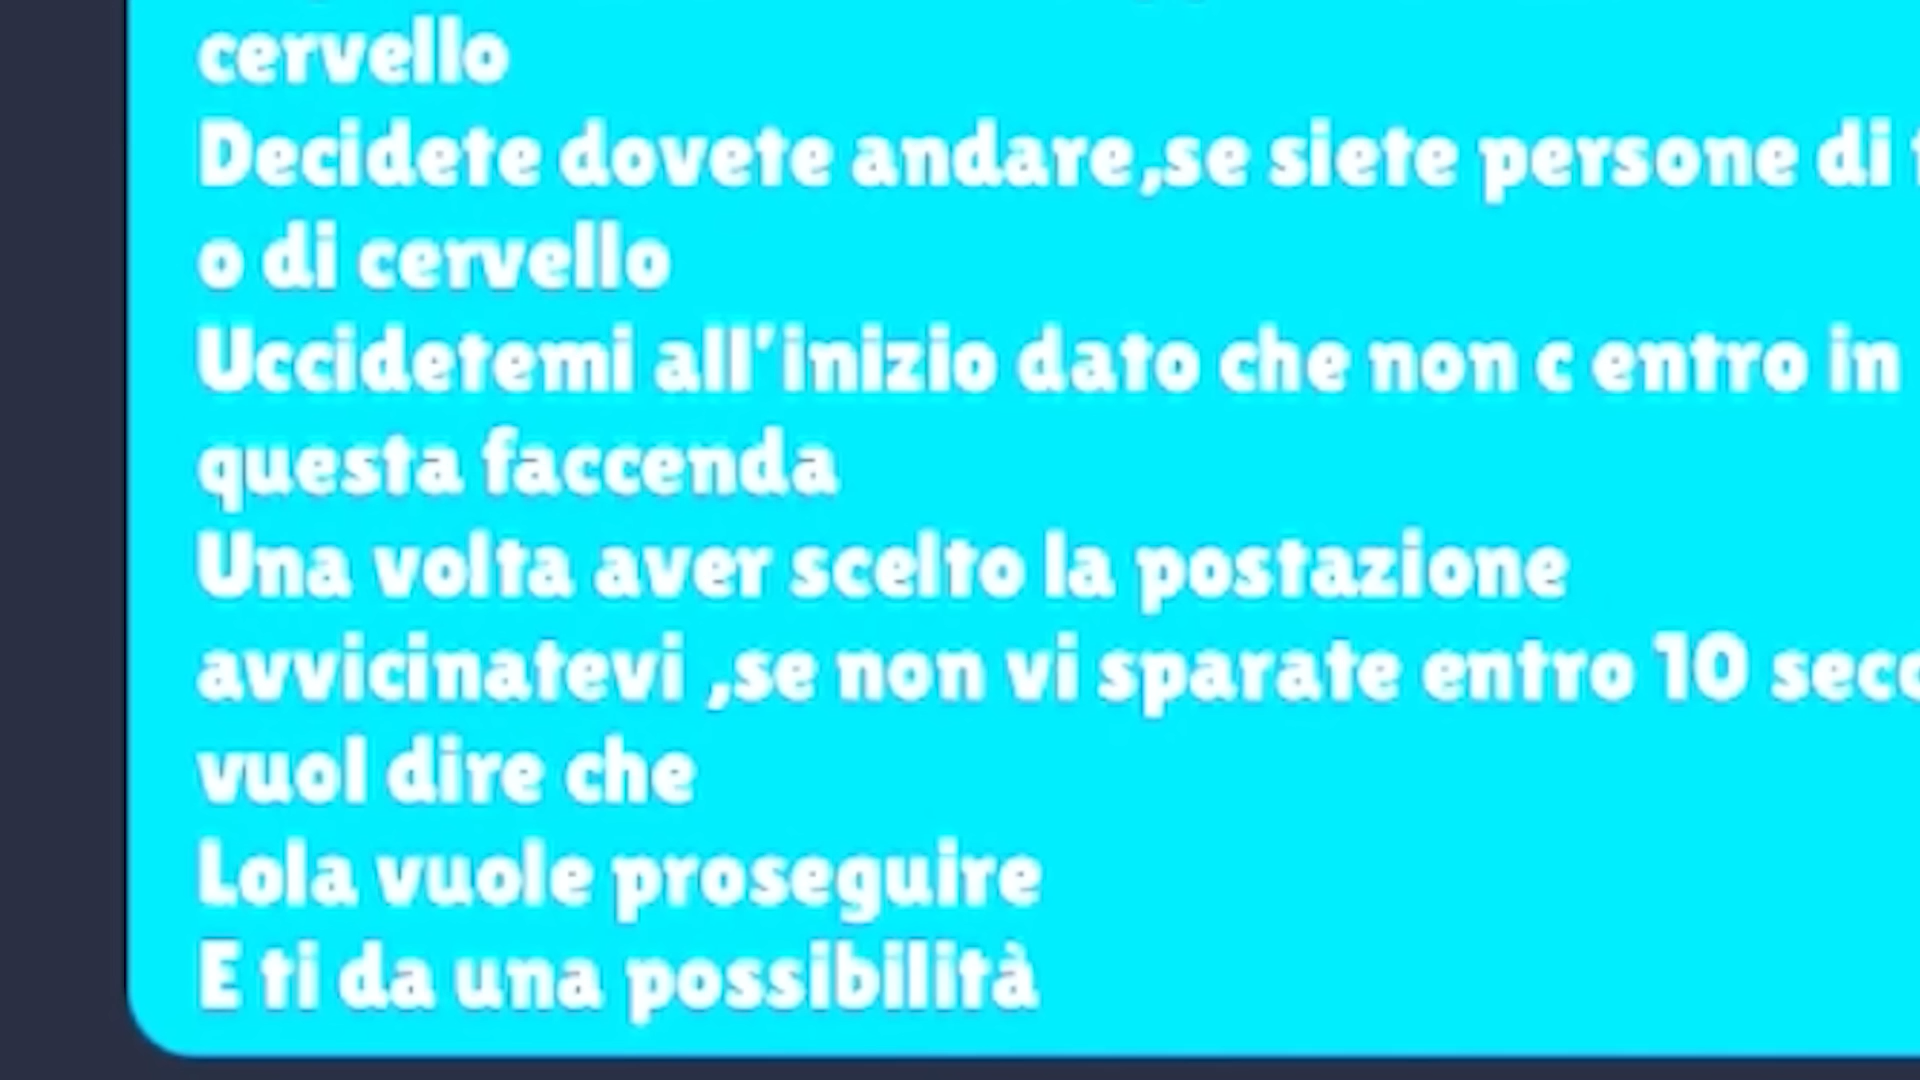 cervello
Decidete dovete andare,se siete persone di
o di cervello
Uccidetemi all'inizio dato che non c entro in
questa faccenda
Una volta aver scelto la postazione
avvicinatevi ,se non vi sparate entro 10
vuol dire che
Lola vuole proseguire
E ti da una possibilità